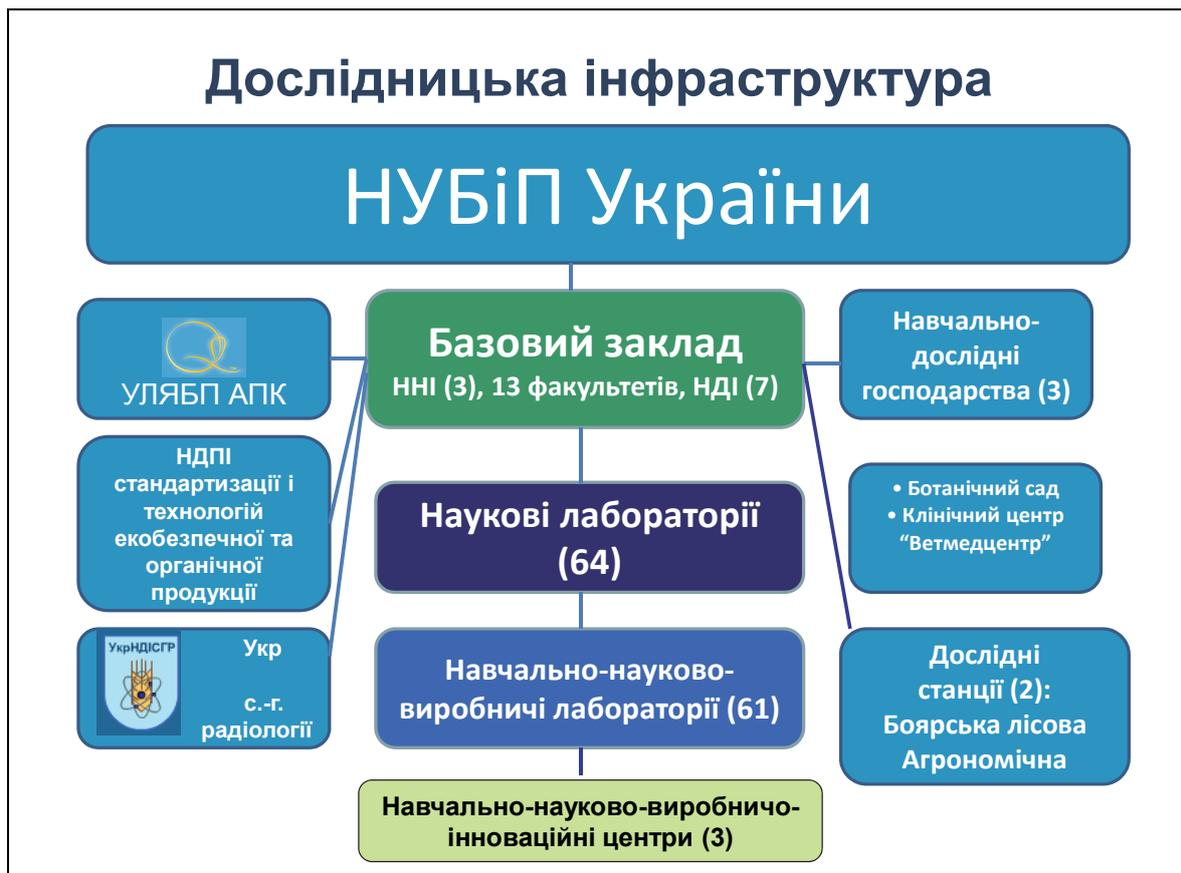 Дослідницька інфраструктура
НУБіП України
УЛЯБП АПК
НДПІ
стандартизації і
технологій
екобезпечної та
органічної
продукції
УкрНДІСГР
Укр
с.-г.
радіології
Базовий заклад
ННІ (3), 13 факультетів, НДІ (7)
Наукові лабораторії
(64)
Навчально-науково-
виробничі лабораторії (61)
Навчально-науково-виробничо-
інноваційні центри (3)
Навчально-
дослідні
господарства (3)
• Ботанічний сад
• Клінічний центр
“Ветмедцентр”
Дослідні
станції (2):
Боярська лісова
Агрономічна